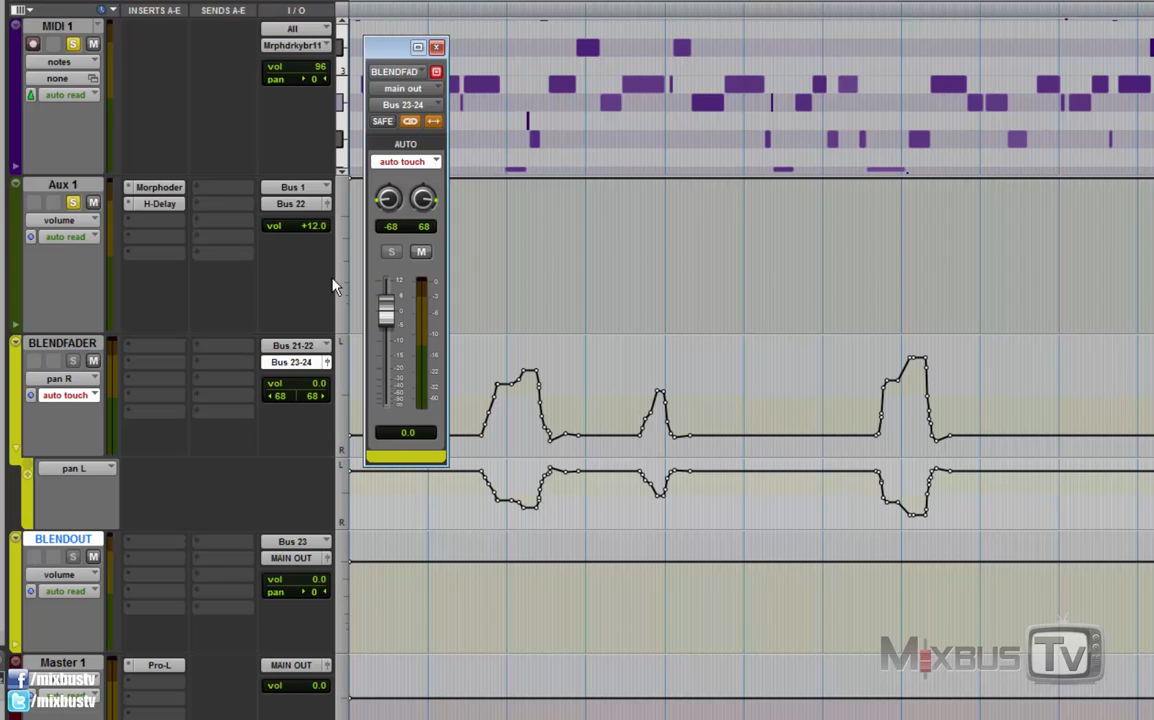 INSERTS A-E SENDS A-E I / O
MIDI 1
S M
notes
none
auto read
All
Mrphdrkybr11
vol 96
pan 0
3
Aux 1
S M
volume
auto read
Morphoder
H-Delay
Bus 1
Bus 22
vol +12.0
BLENDFADER
S M
pan R
auto touch
Bus 21-22
Bus 23-24
vol 0.0
68 68
L
R
pan L
L
R
BLENDOUT
S M
volume
auto read
Bus 23
MAIN OUT
vol 0.0
pan 0
Master 1
Pro-L
MAIN OUT
vol 0.0
BLENDFAD
main out
Bus 23-24
SAFE
AUTO
auto touch
-68 68
S M
0.0
f /mixbustv
/mixbustv
MIXBUS TV